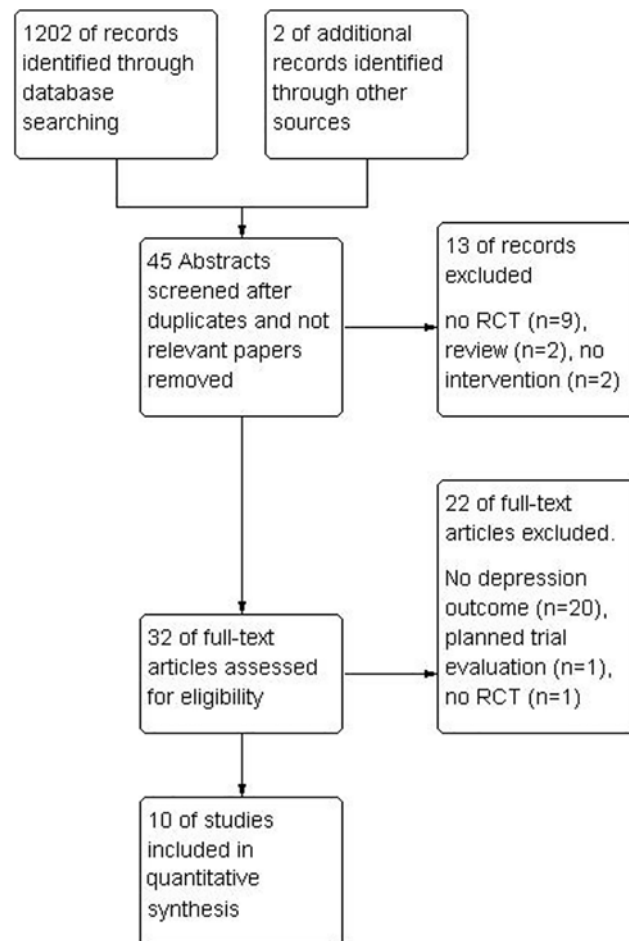 1202 of records
identified through
database
searching
2 of additional
records identified
through other
sources
45 Abstracts
screened after
duplicates and not
relevant papers
removed
13 of records
excluded
no RCT (n=9),
review (n=2), no
intervention (n=2)
22 of full-text
articles excluded.
No depression
outcome (n=20),
planned trial
evaluation (n=1),
no RCT (n=1)
32 of full-text
articles assessed
for eligibility
10 of studies
included in
quantitative
synthesis